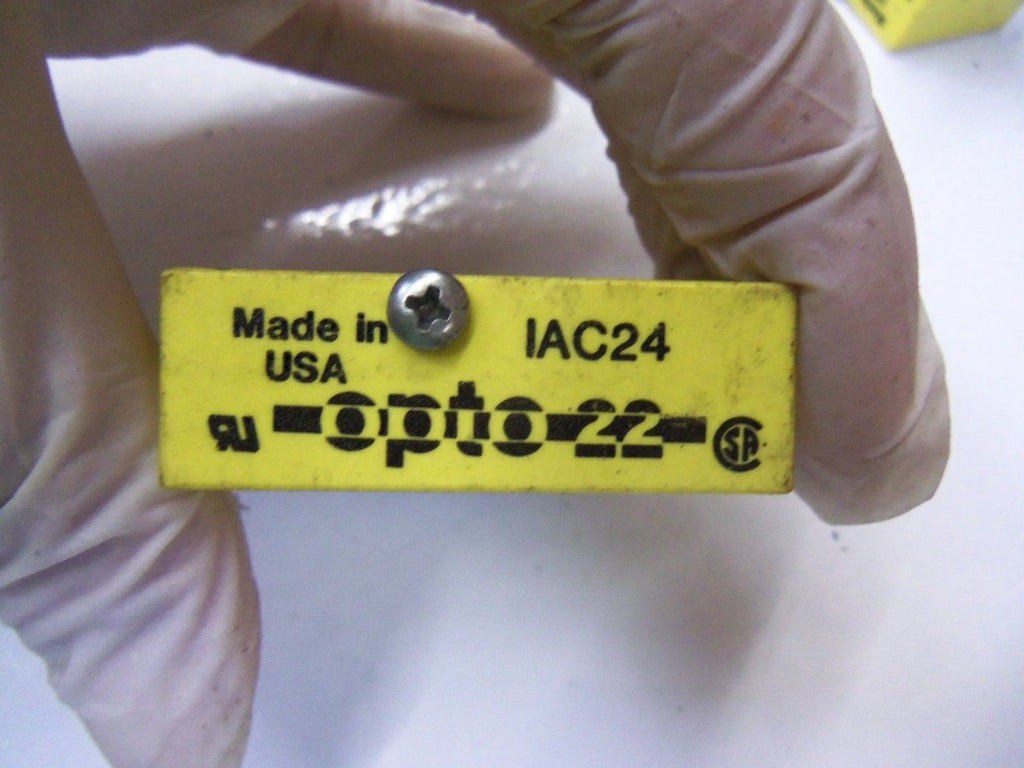 Made in
USA
IAC24
opto 22